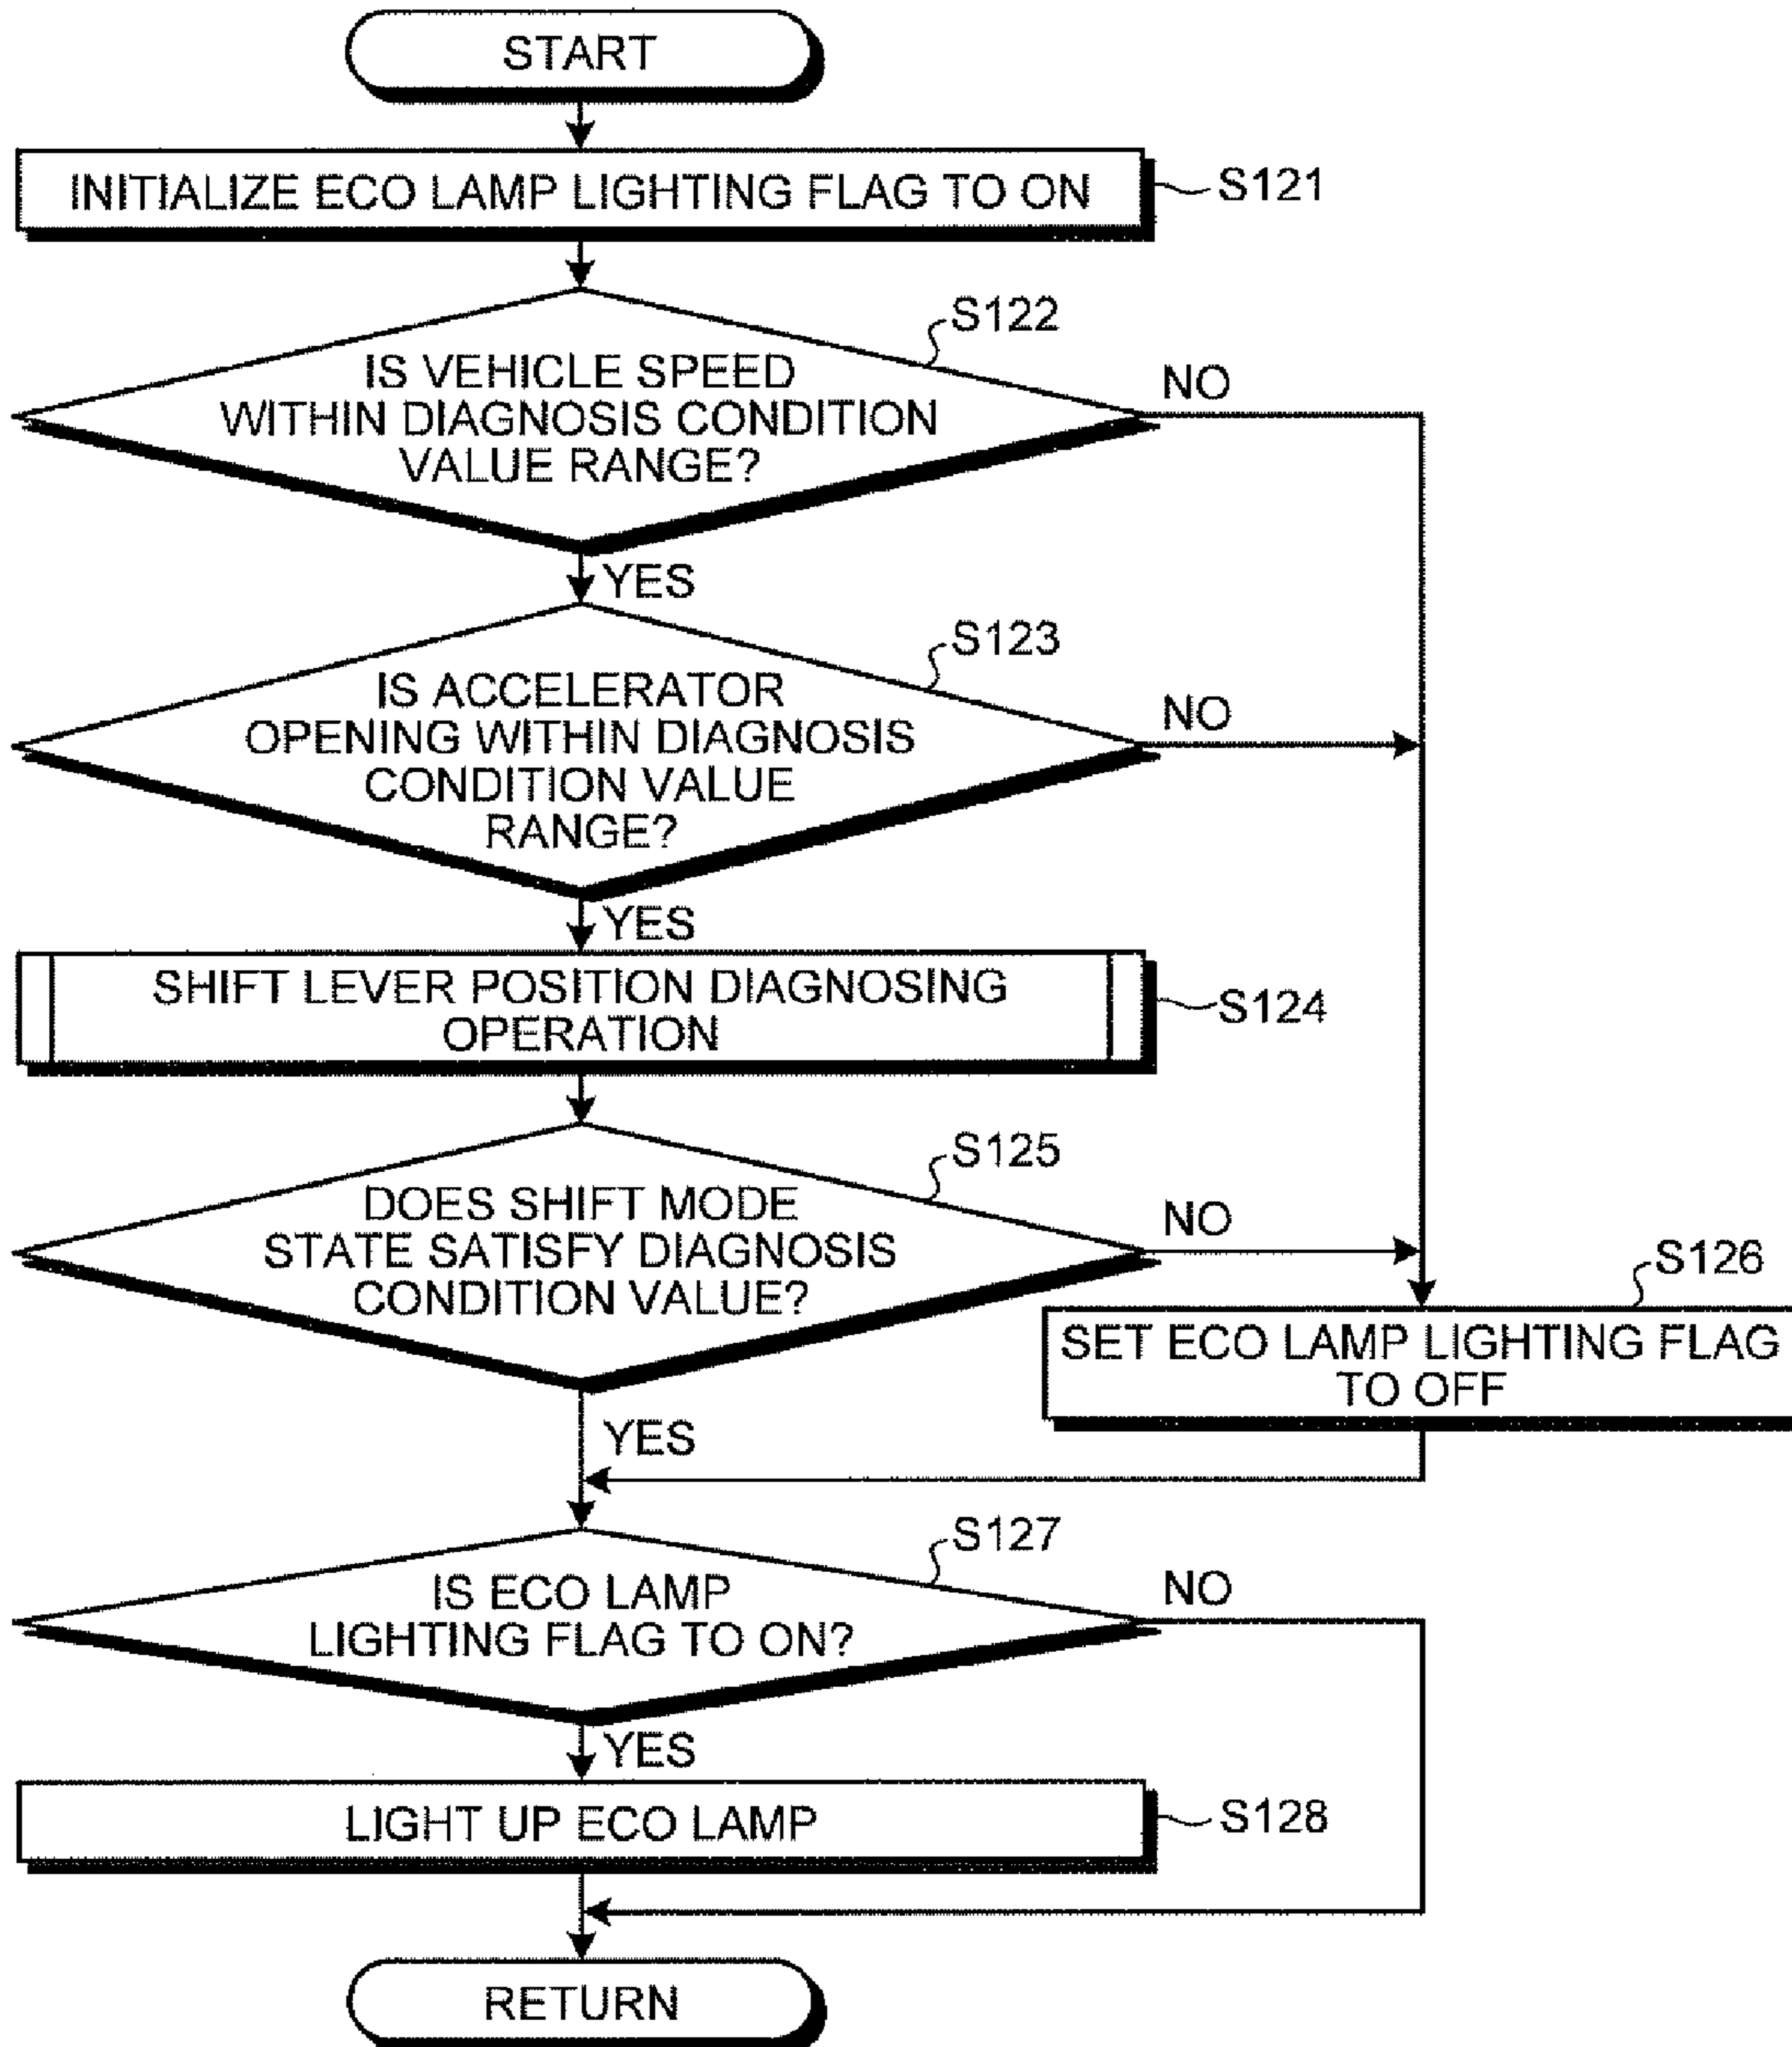 START
INITIALIZE ECO LAMP LIGHTING FLAG TO ON
S121
S122
IS VEHICLE SPEED
WITHIN DIAGNOSIS CONDITION
VALUE RANGE?
NO
YES
S123
IS ACCELERATOR
OPENING WITHIN DIAGNOSIS
CONDITION VALUE
RANGE?
NO
YES
SHIFT LEVER POSITION DIAGNOSING
OPERATION
S124
S125
DOES SHIFT MODE
STATE SATISFY DIAGNOSIS
CONDITION VALUE?
NO
S126
SET ECO LAMP LIGHTING FLAG
TO OFF
YES
S127
IS ECO LAMP
LIGHTING FLAG TO ON?
NO
YES
LIGHT UP ECO LAMP
S128
RETURN